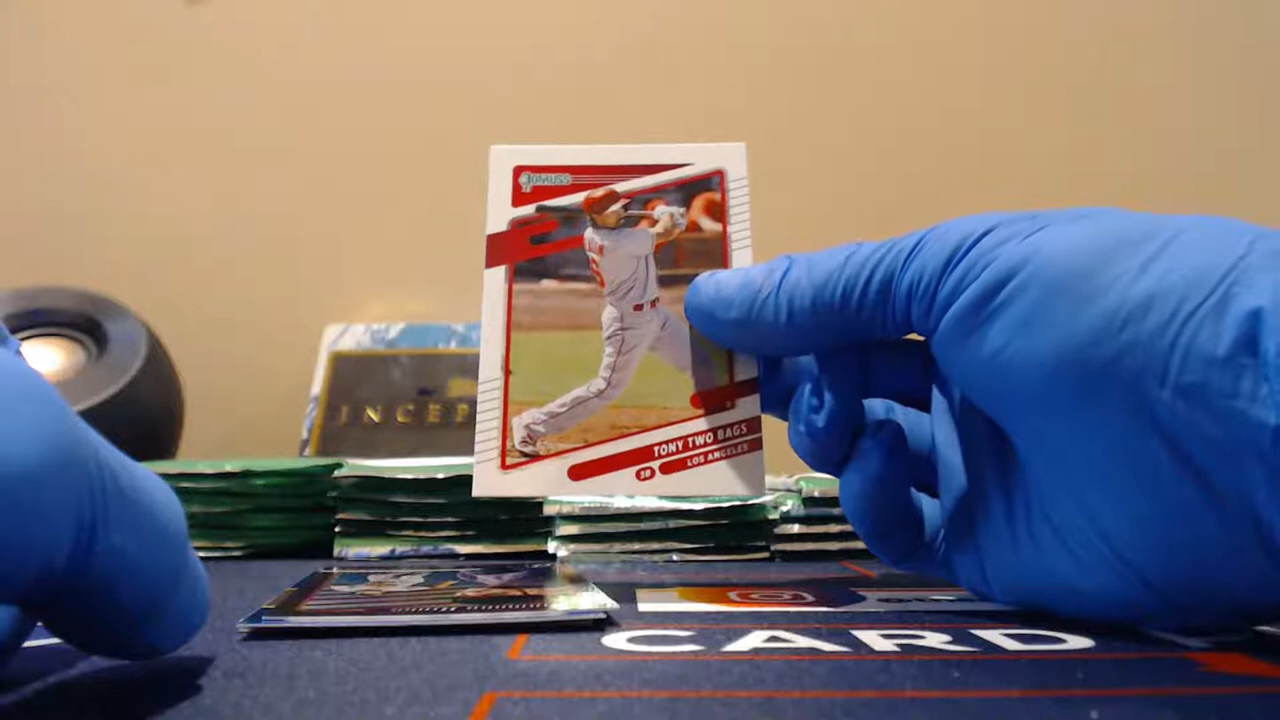 DONRUSS
TONY TWO BAGS
3B LOS ANGELES
INCEP
CARD